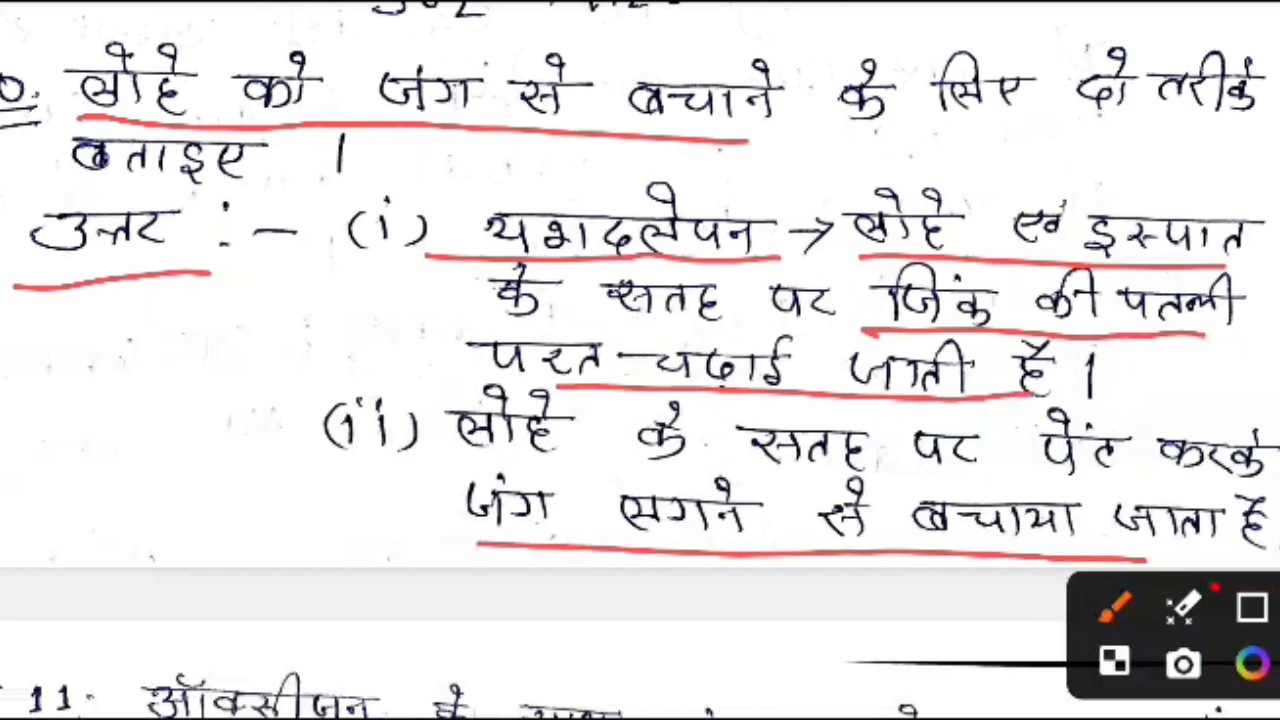 लोहे को जंग से बचाने के लिए दो तरीके
बताइए ।
उत्तर :- (i) यशदलेपन → लोहे एवं इस्पात
के सतह पर जिंक की पतली
परत चढ़ाई जाती है ।
(ii) लोहे के सतह पर पेंट करके
जंग लगने से बचाया जाता है
11. ऑक्सीजन के